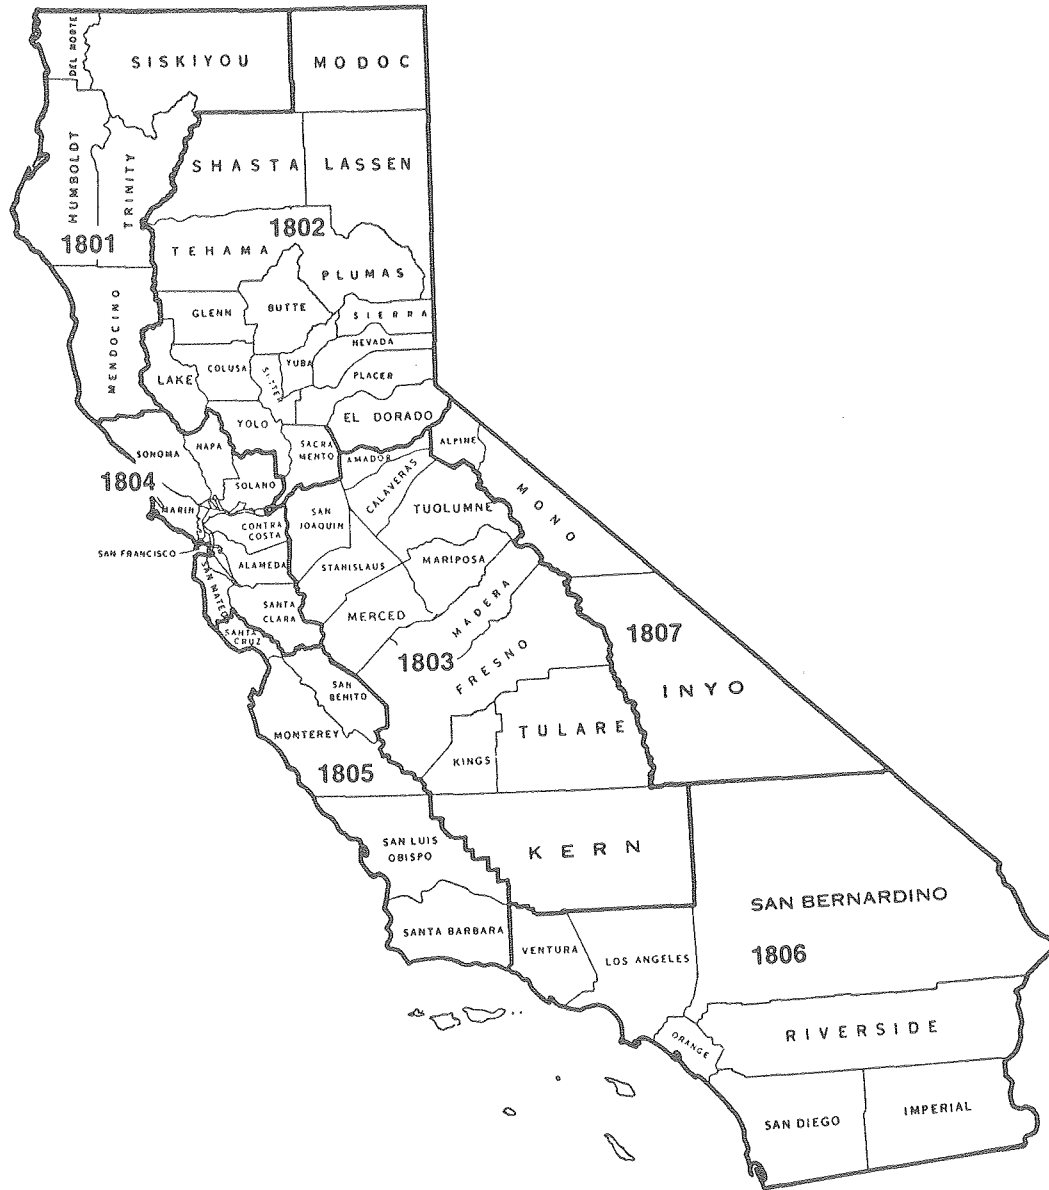 DEL NORTE
SISKIYOU
MODOC
HUMBOLDT
TRINITY
SHASTA
LASSEN
1801
1802
TEHAMA
PLUMAS
MENDOCINO
GLENN
BUTTE
SIERRA
NEVADA
YUBA
COLUSA
SUTTER
PLACER
LAKE
EL DORADO
YOLO
SONOMA
NAPA
SACRA
MENTO
AMADOR
ALPINE
1804
SOLANO
CALAVERAS
MONO
MARIN
SAN
JOAQUIN
TUOLUMNE
CONTRA
COSTA
SAN FRANCISCO
ALAMEDA
STANISLAUS
MARIPOSA
SAN MATEO
SANTA
CLARA
MERCED
MADERA
SANTA
CRUZ
1807
1803
FRESNO
SAN
BENITO
INYO
MONTEREY
TULARE
KINGS
1805
SAN LUIS
OBISPO
KERN
SAN BERNARDINO
SANTA BARBARA
VENTURA
LOS ANGELES
1806
RIVERSIDE
ORANGE
SAN DIEGO
IMPERIAL